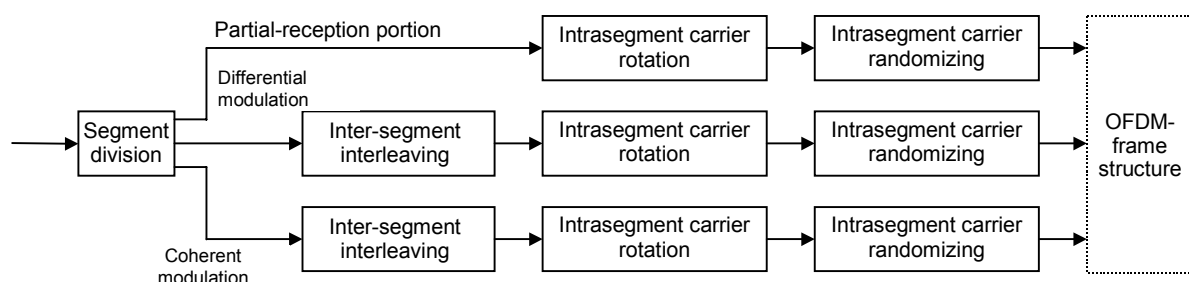 Partial-reception portion
Intrasegment carrier
rotation
Intrasegment carrier
randomizing
Differential
modulation
Segment
division
Inter-segment
interleaving
Intrasegment carrier
rotation
Intrasegment carrier
randomizing
OFDM-
frame
structure
Inter-segment
interleaving
Intrasegment carrier
rotation
Intrasegment carrier
randomizing
Coherent
modulation